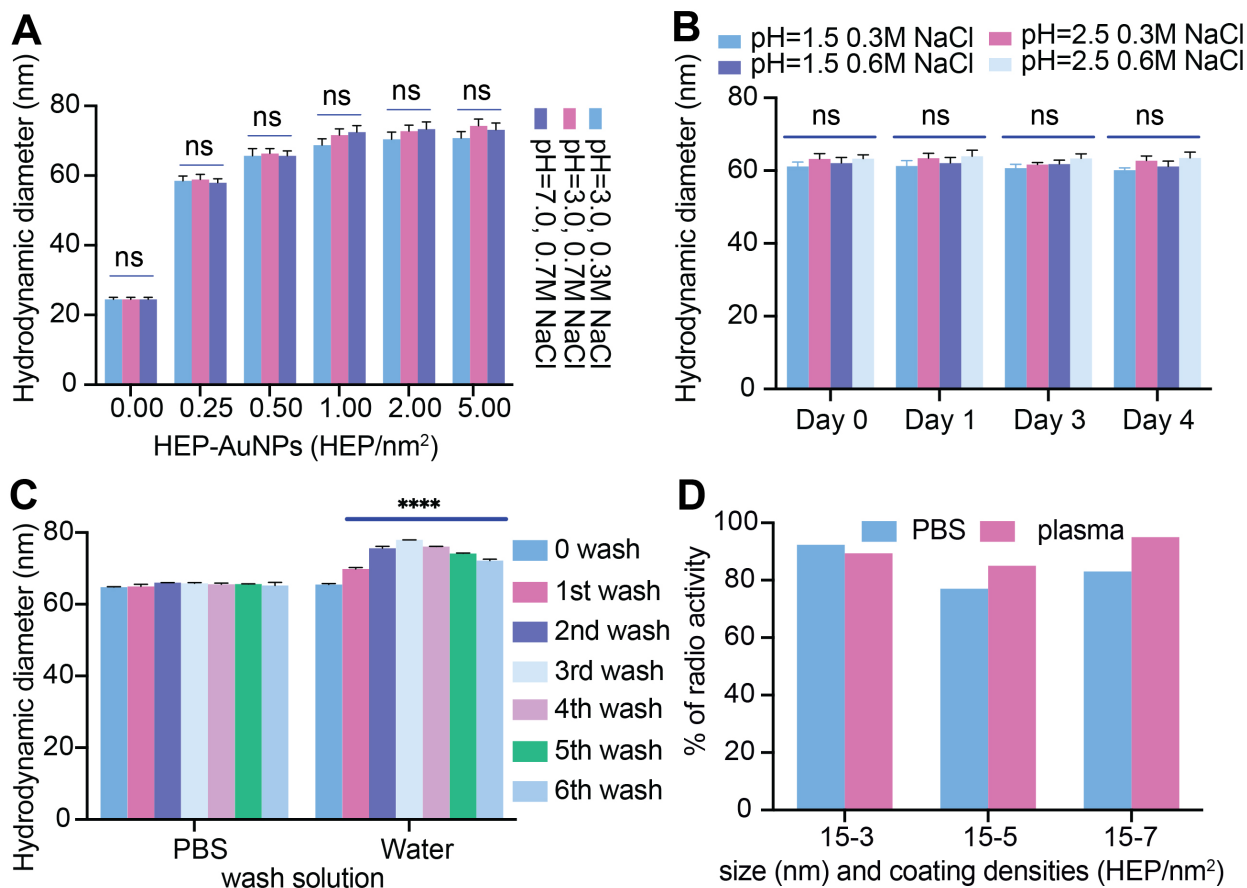 A
Hydrodynamic diameter (nm)
80
60
40
20
0
ns
ns
ns
ns
ns
ns
0.00
0.25
0.50
1.00
2.00
5.00
HEP-AuNPs (HEP/nm²)
pH=3.0, 0.3M NaCl
pH=3.0, 0.7M NaCl
pH=7.0, 0.7M NaCl
B
pH=1.5 0.3M NaCl
pH=2.5 0.3M NaCl
pH=1.5 0.6M NaCl
pH=2.5 0.6M NaCl
Hydrodynamic diameter (nm)
80
60
40
20
0
ns
ns
ns
ns
Day 0
Day 1
Day 3
Day 4
C
Hydrodynamic diameter (nm)
80
60
40
20
0
****
PBS
Water
wash solution
0 wash
1st wash
2nd wash
3rd wash
4th wash
5th wash
6th wash
D
% of radio activity
100
80
60
40
20
0
PBS
plasma
15-3
15-5
15-7
size (nm) and coating densities (HEP/nm²)